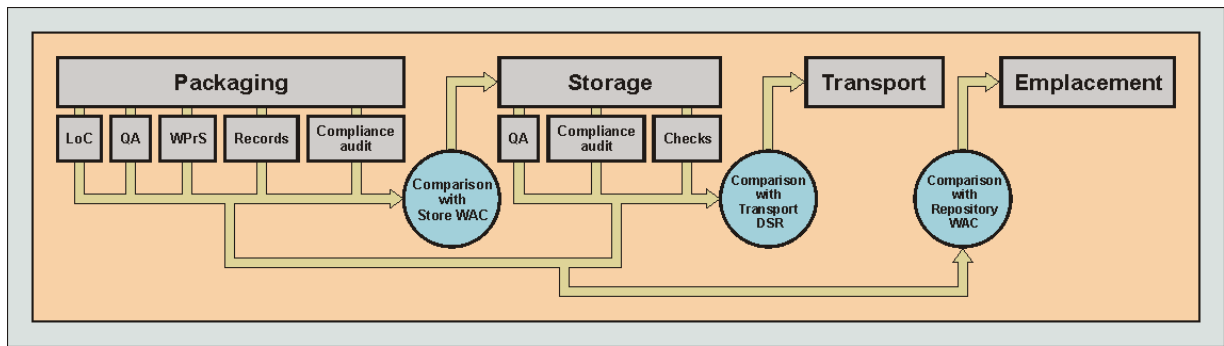 Packaging
Storage
Transport
Emplacement
LoC
QA
WPrS
Records
Compliance
audit
QA
Compliance
audit
Checks
Comparison
with
Store WAC
Comparison
with
Transport
DSR
Comparison
with
Repository
WAC